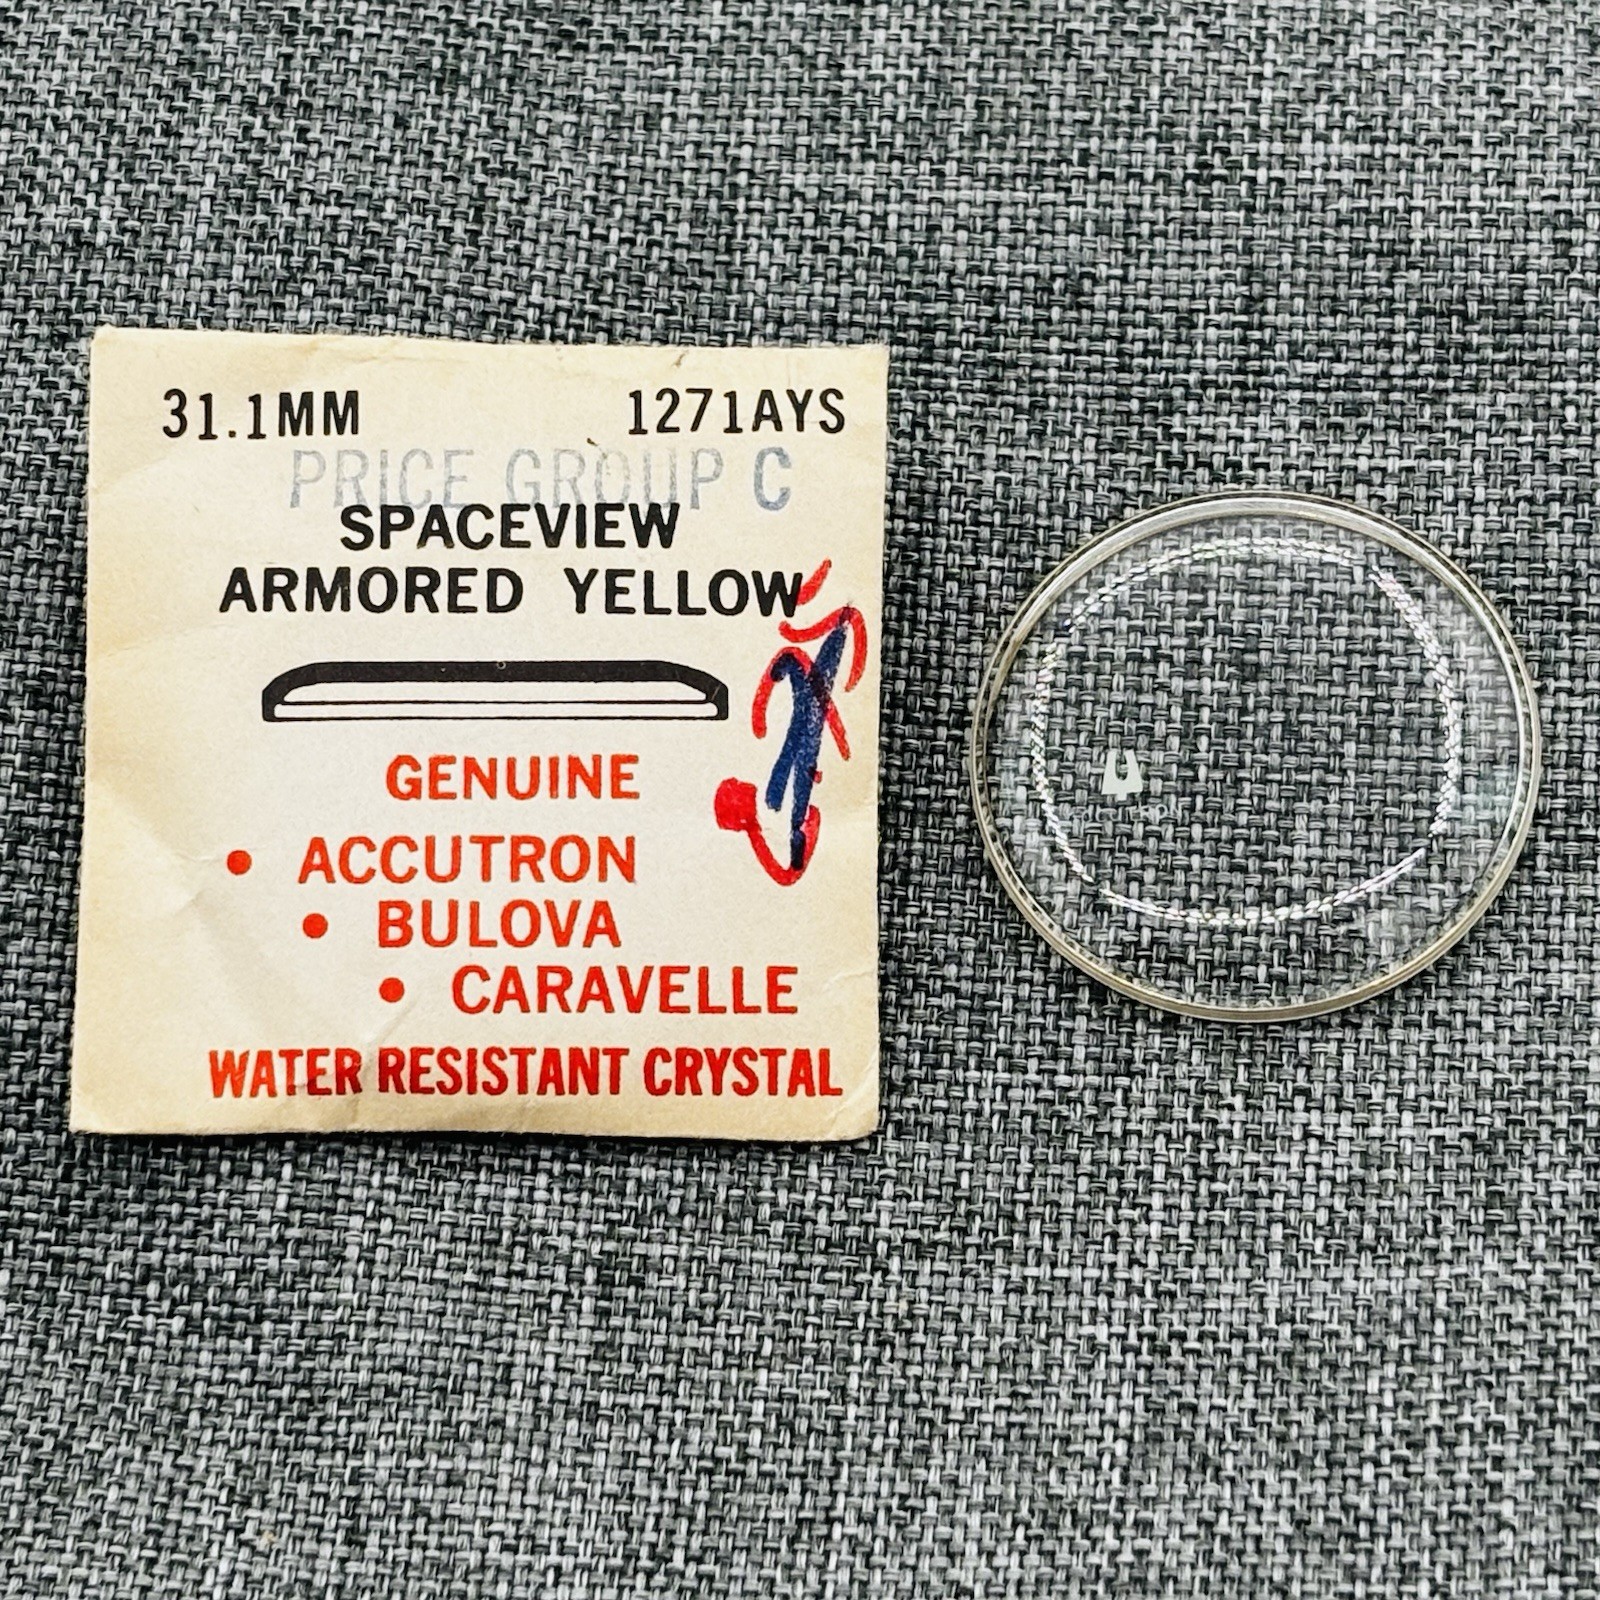 31.1MM 1271AYS
PRICE GROUP C
SPACEVIEW
ARMORED YELLOW
GENUINE
• ACCUTRON
• BULOVA
• CARAVELLE
WATER RESISTANT CRYSTAL